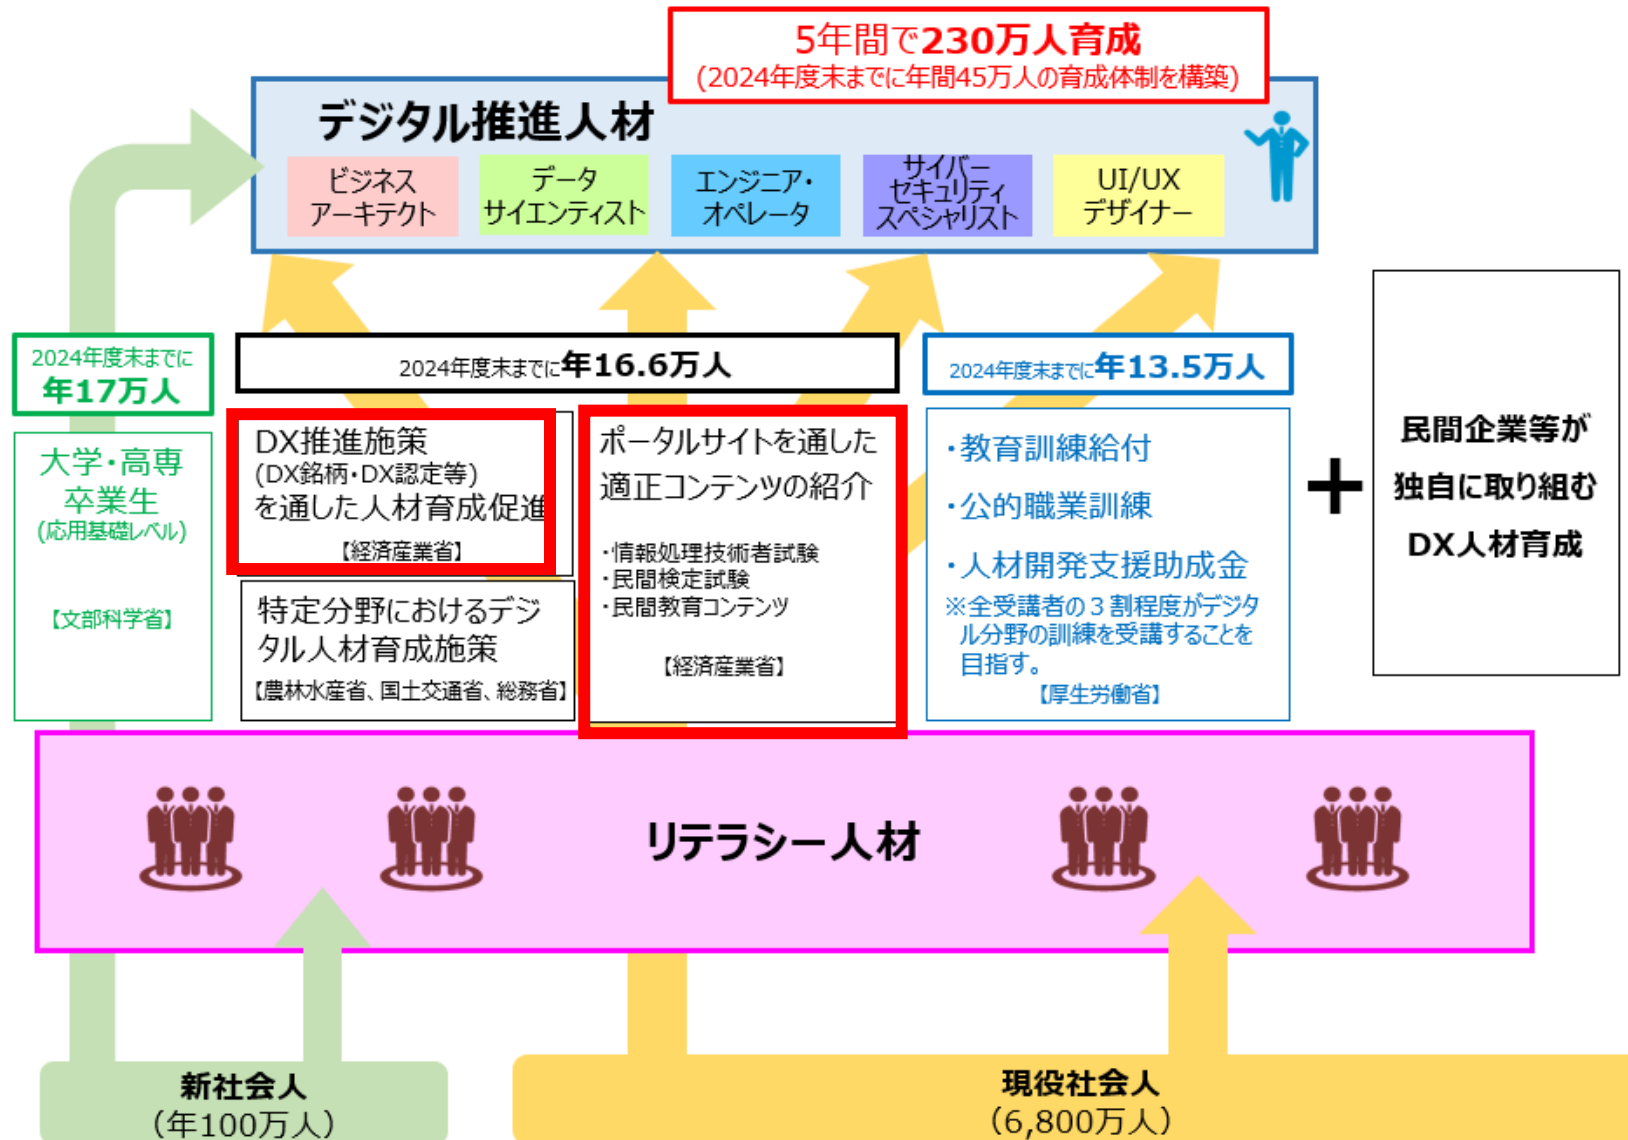 5年間で230万人育成
(2024年度末までに年間45万人の育成体制を構築)
デジタル推進人材
ビジネス
アーキテクト
データ
サイエンティスト
エンジニア・
オペレータ
サイバー
セキュリティ
スペシャリスト
UI/UX
デザイナー
2024年度末までに
年17万人
大学・高専
卒業生
(応用基礎レベル)
【文部科学省】
2024年度末までに年16.6万人
DX推進施策
(DX銘柄・DX認定等)
を通した人材育成促進
【経済産業省】
特定分野におけるデジ
タル人材育成施策
【農林水産省、国土交通省、総務省】
ポータルサイトを通した
適正コンテンツの紹介
・情報処理技術者試験
・民間検定試験
・民間教育コンテンツ
【経済産業省】
2024年度末までに年13.5万人
・教育訓練給付
・公的職業訓練
・人材開発支援助成金
※全受講者の3割程度がデジタ
ル分野の訓練を受講することを
目指す。
【厚生労働省】
+
民間企業等が
独自に取り組む
DX人材育成
リテラシー人材
新社会人
(年100万人)
現役社会人
(6,800万人)